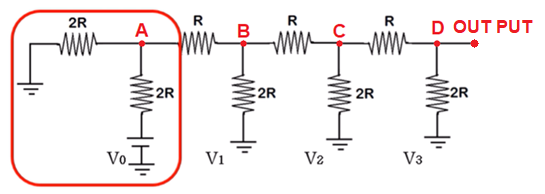 2R A R B R C R D OUT PUT
2R 2R 2R 2R
V0 V1 V2 V3